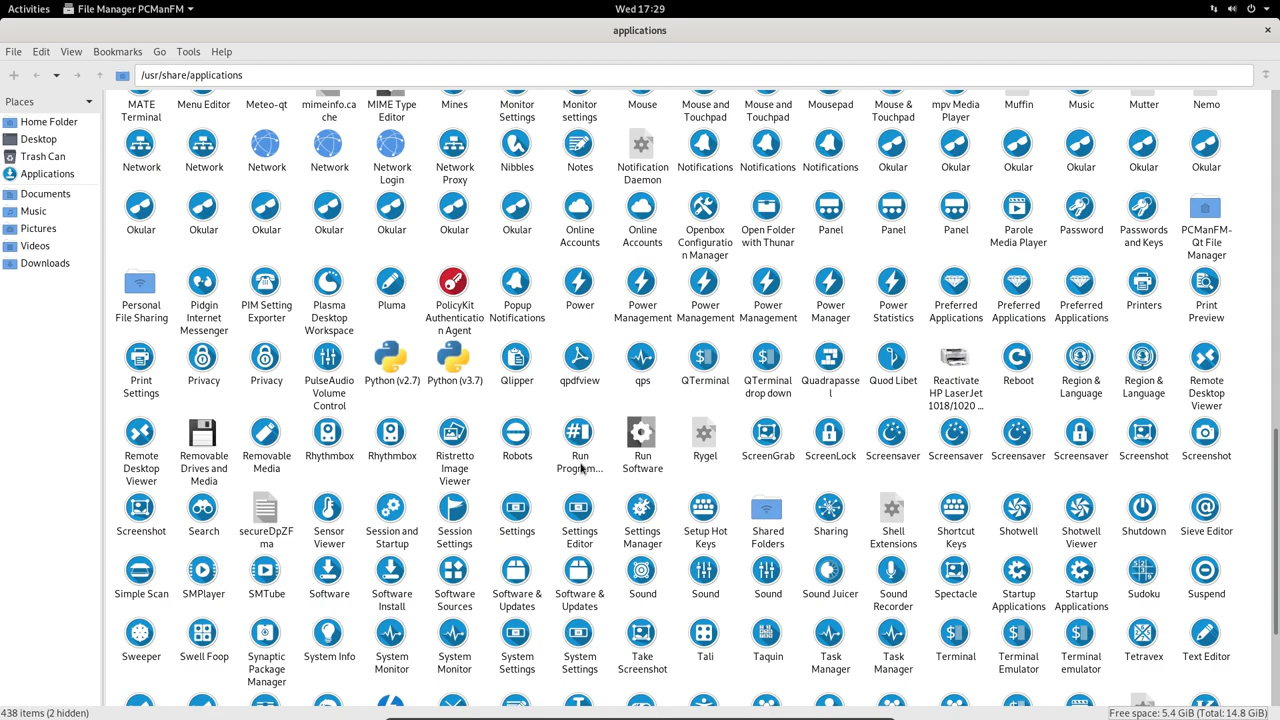 Activities File Manager PCManFM Wed 17:29
applications
File Edit View Bookmarks Go Tools Help
/usr/share/applications
Places
Home Folder
Desktop
Trash Can
Applications
Documents
Music
Pictures
Videos
Downloads
MATE Menu Editor Meteo-qt mimeinfo.ca MIME Type Mines Monitor Monitor Mouse Mouse and Mouse and Mousepad Mouse & mpv Media Muffin Music Mutter Nemo
Terminal che Editor Settings settings Touchpad Touchpad Touchpad Player
Network Network Network Network Network Network Nibbles Notes Notification Notifications Notifications Notifications Okular Okular Okular Okular Okular Okular
Login Proxy Daemon
Okular Okular Okular Okular Okular Okular Okular Online Online Openbox Open Folder Panel Panel Panel Parole Password Passwords PCManFM-
Accounts Accounts Configuratio with Thunar Media Player and Keys Qt File
n Manager Manager
Personal Pidgin PIM Setting Plasma Pluma PolicyKit Popup Power Power Power Power Power Power Preferred Preferred Preferred Printers Print
File Sharing Internet Exporter Desktop Authenticatio Notifications Management Management Management Manager Statistics Applications Applications Applications Preview
Messenger Workspace n Agent
Print Privacy Privacy PulseAudio Python (v2.7) Python (v3.7) Qlipper qpdfview qps QTerminal QTerminal Quadrapasse Quod Libet Reactivate Reboot Region & Region & Remote
Settings Volume drop down l HP LaserJet Language Language Desktop
Control 1018/1020 ... Viewer
Remote Removable Removable Rhythmbox Rhythmbox Ristretto Robots Run Run Rygel ScreenGrab ScreenLock Screensaver Screensaver Screensaver Screensaver Screenshot Screenshot
Desktop Drives and Media Image Program... Software
Viewer Media Viewer
Screenshot Search secureDpZF Sensor Session and Session Settings Settings Settings Setup Hot Shared Sharing Shell Shortcut Shotwell Shotwell Shutdown Sieve Editor
ma Viewer Startup Settings Editor Manager Keys Folders Extensions Keys Viewer
Simple Scan SMPlayer SMTube Software Software Software Software & Software & Sound Sound Sound Sound Juicer Sound Spectacle Startup Startup Sudoku Suspend
Install Sources Updates Updates Recorder Applications Applications
Sweeper Swell Foop Synaptic System Info System System System System Take Tali Taquin Task Task Terminal Terminal Terminal Tetravex Text Editor
Package Monitor Monitor Settings Settings Screenshot Manager Manager Emulator emulator
Manager
438 items (2 hidden) Free space: 5.4 GiB (Total: 14.8 GiB)